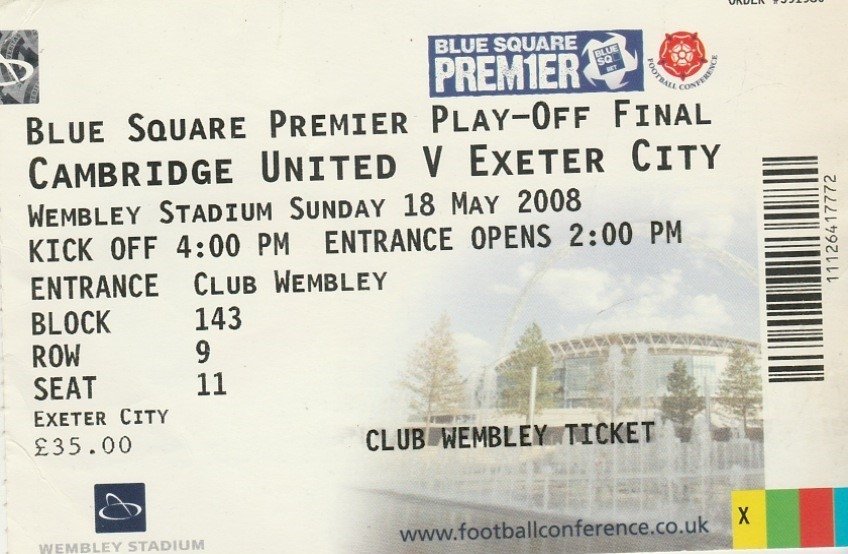 BLUE SQUARE
PREM1ER
BLUE
SQ
BET
FOOTBALL CONFERENCE
BLUE SQUARE PREMIER PLAY-OFF FINAL
CAMBRIDGE UNITED V EXETER CITY
WEMBLEY STADIUM SUNDAY 18 MAY 2008
KICK OFF 4:00 PM ENTRANCE OPENS 2:00 PM
ENTRANCE CLUB WEMBLEY
BLOCK 143
ROW 9
SEAT 11
EXETER CITY
£35.00
CLUB WEMBLEY TICKET
11126417772
WEMBLEY STADIUM
www.footballconference.co.uk
X